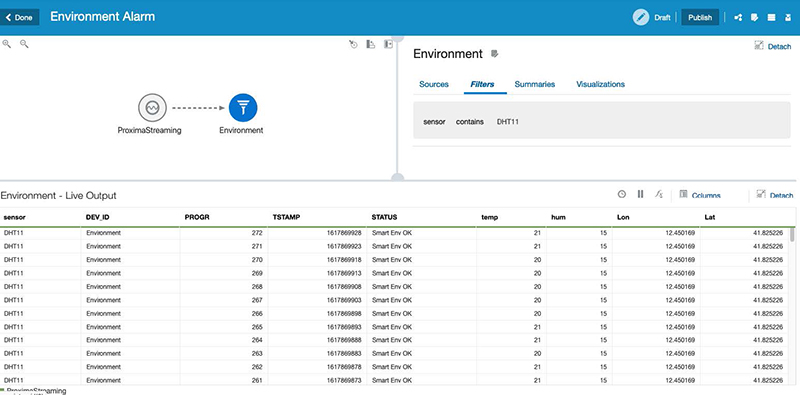 Done Environment Alarm Draft Publish
Environment Detach
Sources Filters Summaries Visualizations
sensor contains DHT11
ProximaStreaming Environment
Environment - Live Output Columns Detach
sensor DEV_ID PROGR TSTAMP STATUS temp hum Lon Lat
DHT11 Environment 272 1617869928 Smart Env OK 21 15 12.450169 41.825226
DHT11 Environment 271 1617869923 Smart Env OK 21 15 12.450169 41.825226
DHT11 Environment 270 1617869918 Smart Env OK 20 15 12.450169 41.825226
DHT11 Environment 269 1617869913 Smart Env OK 20 15 12.450169 41.825226
DHT11 Environment 268 1617869908 Smart Env OK 20 15 12.450169 41.825226
DHT11 Environment 267 1617869903 Smart Env OK 20 15 12.450169 41.825226
DHT11 Environment 266 1617869898 Smart Env OK 20 15 12.450169 41.825226
DHT11 Environment 265 1617869893 Smart Env OK 21 15 12.450169 41.825226
DHT11 Environment 264 1617869888 Smart Env OK 21 15 12.450169 41.825226
DHT11 Environment 263 1617869883 Smart Env OK 20 15 12.450169 41.825226
DHT11 Environment 262 1617869878 Smart Env OK 21 15 12.450169 41.825226
DHT11 Environment 261 1617869873 Smart Env OK 21 15 12.450169 41.825226
ProximaStreaming